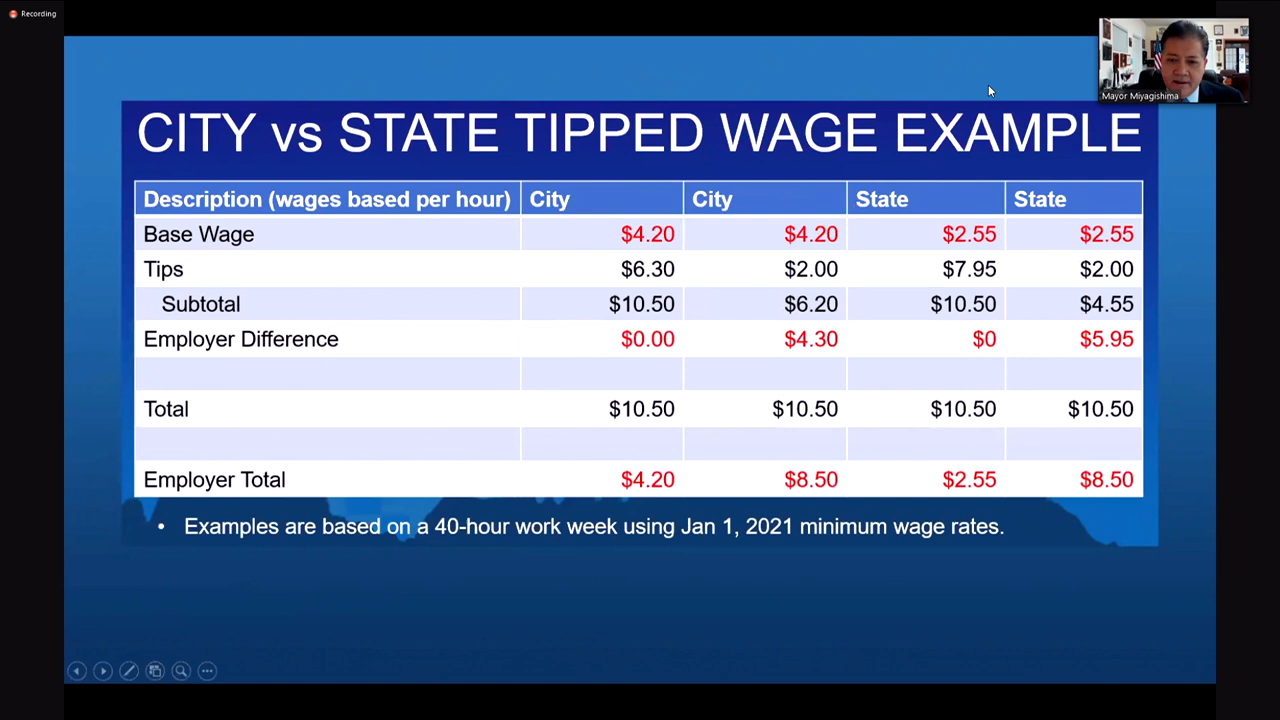 Recording
Mayor Miyagishima
CITY vs STATE TIPPED WAGE EXAMPLE
Description (wages based per hour) City City State State
Base Wage $4.20 $4.20 $2.55 $2.55
Tips $6.30 $2.00 $7.95 $2.00
Subtotal $10.50 $6.20 $10.50 $4.55
Employer Difference $0.00 $4.30 $0 $5.95
Total $10.50 $10.50 $10.50 $10.50
Employer Total $4.20 $8.50 $2.55 $8.50
• Examples are based on a 40-hour work week using Jan 1, 2021 minimum wage rates.